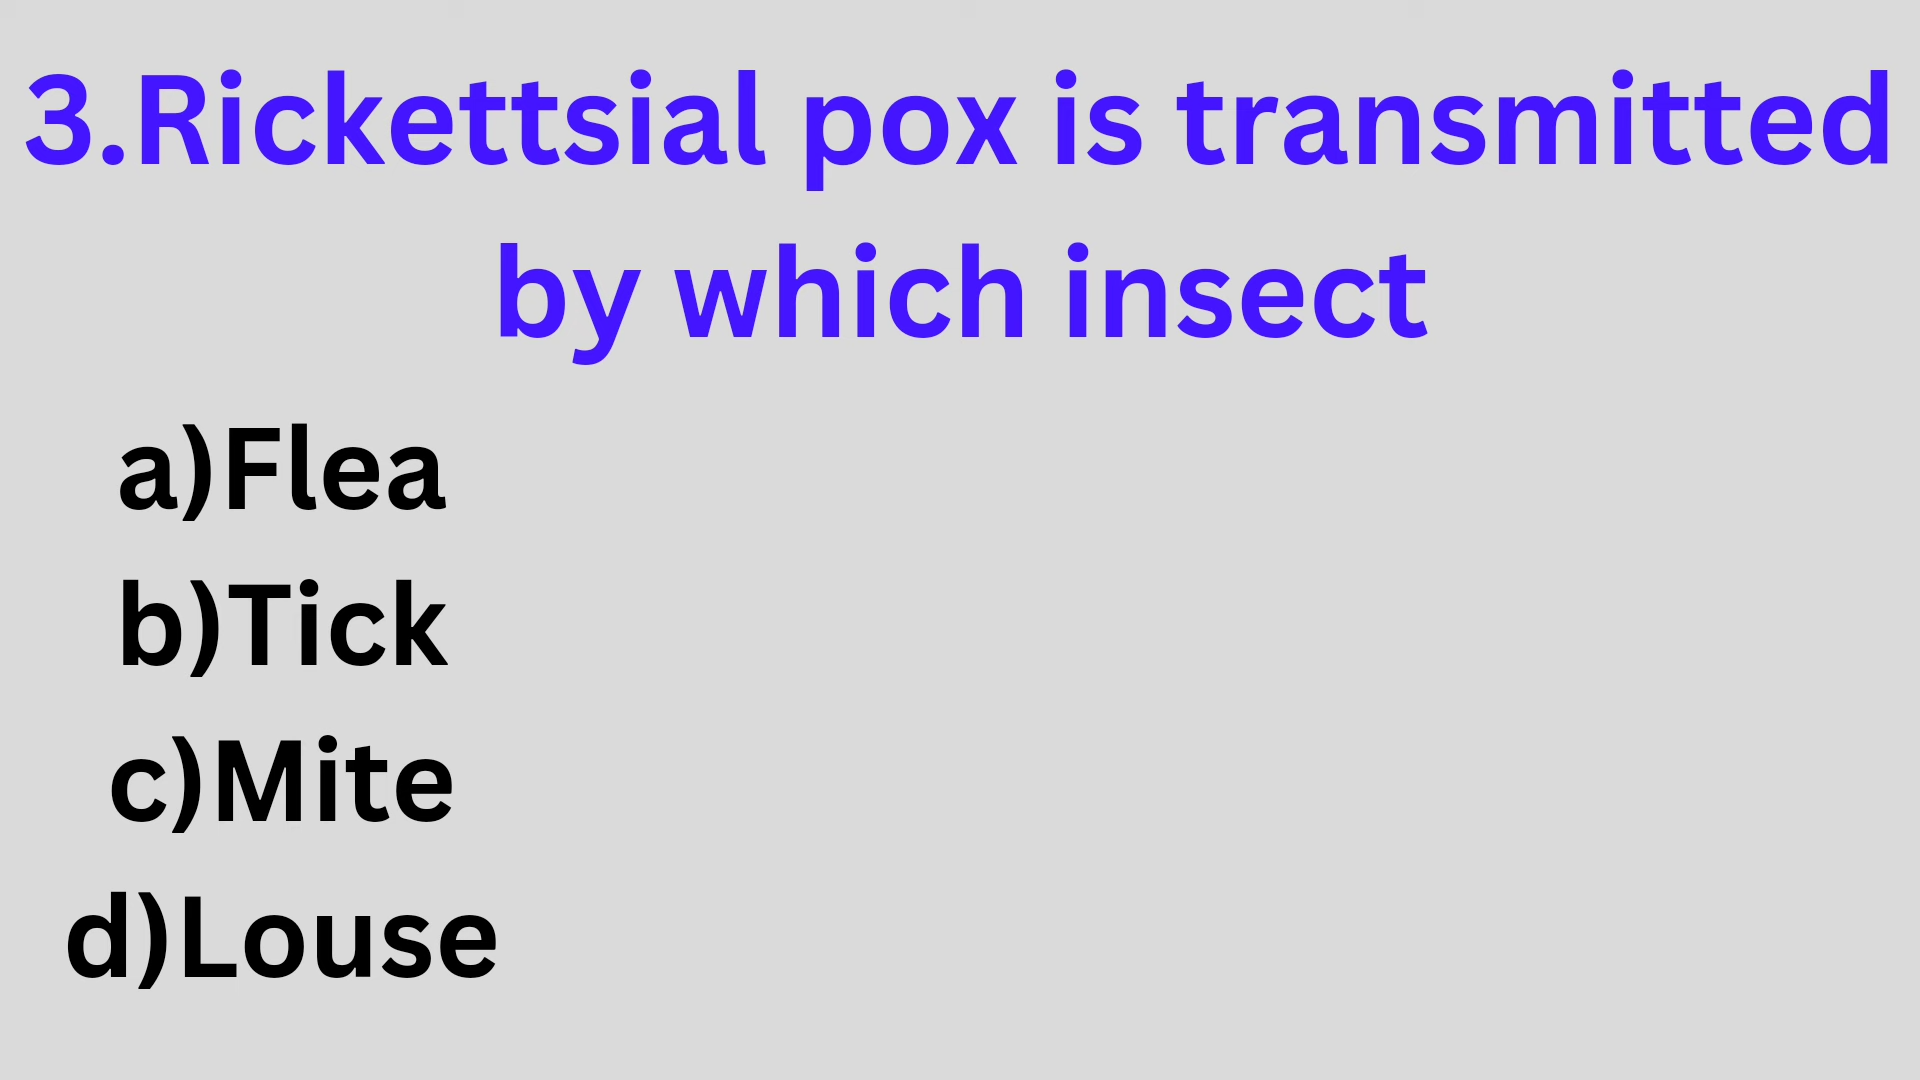 3.Rickettsial pox is transmitted
by which insect
a)Flea
b)Tick
c)Mite
d)Louse